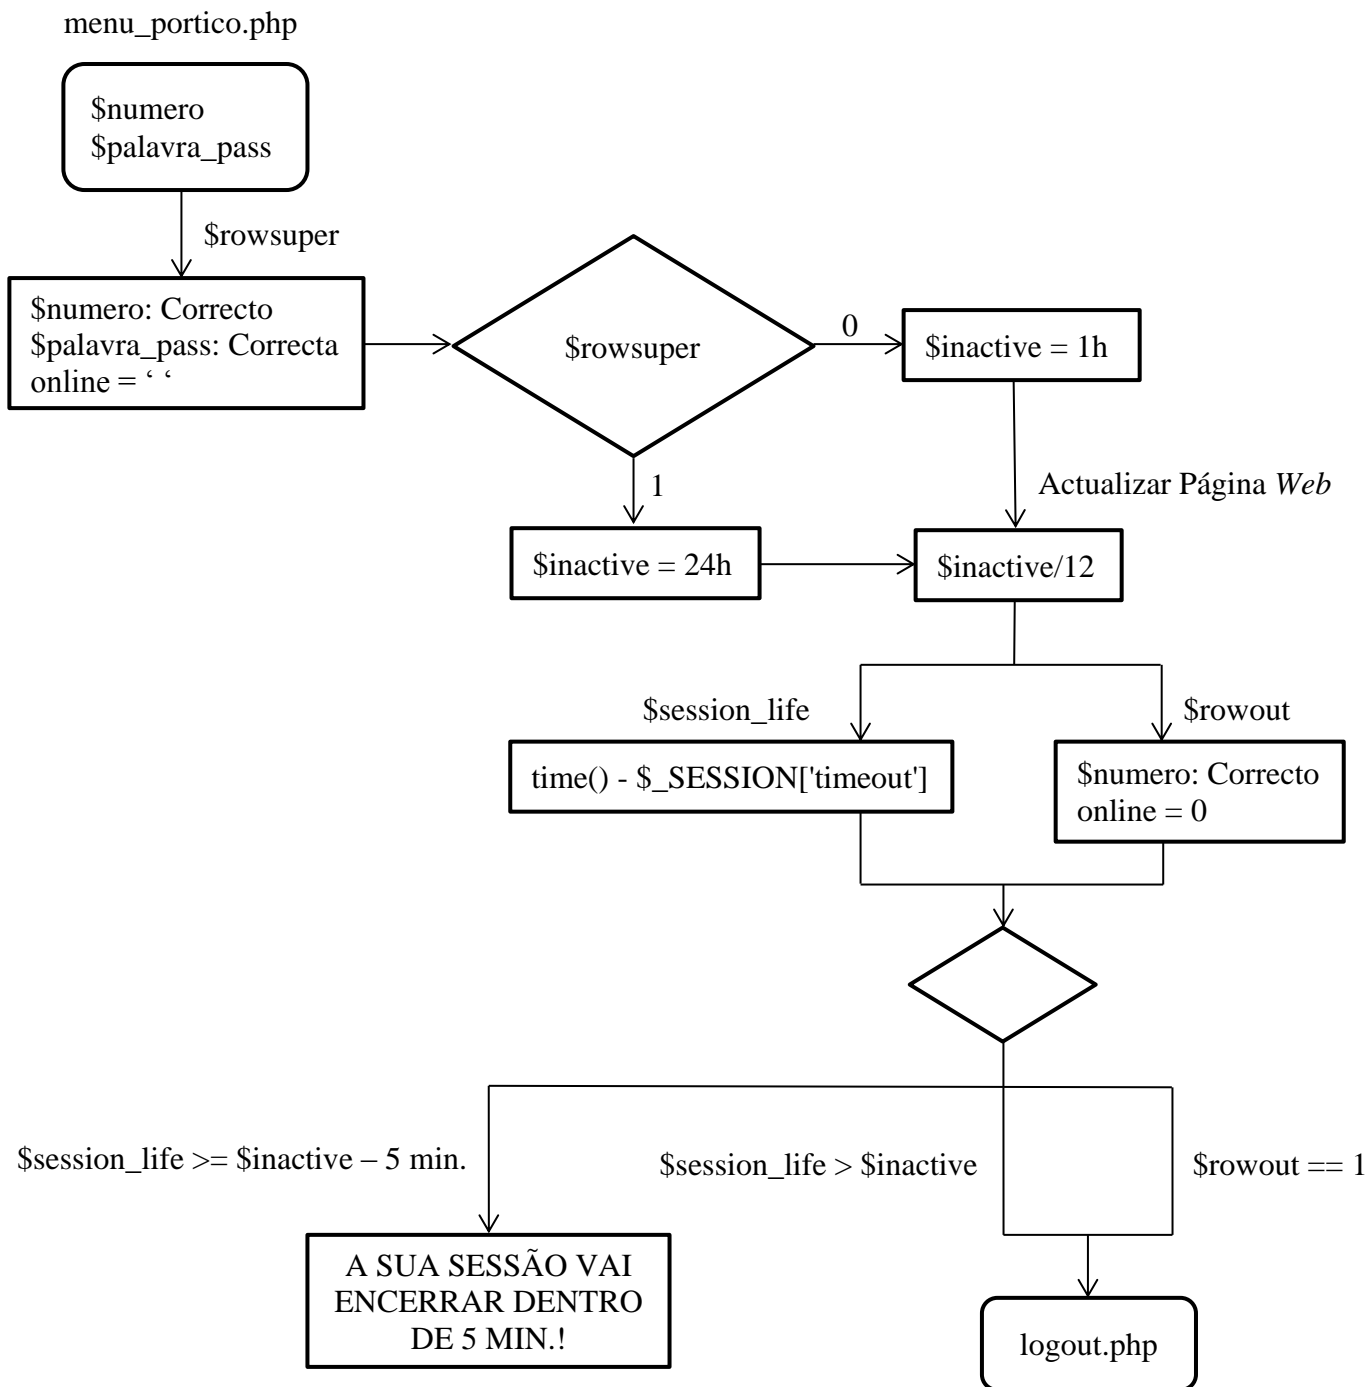 menu_portico.php
$numero
$palavra_pass
$rowsuper
$numero: Correcto
$palavra_pass: Correcta
online = ‘ ‘
$rowsuper
0
$inactive = 1h
1
Actualizar Página Web
$inactive = 24h
$inactive/12
$session_life
$rowout
time() - $_SESSION['timeout']
$numero: Correcto
online = 0
$session_life >= $inactive – 5 min.
$session_life > $inactive
$rowout == 1
A SUA SESSÃO VAI
ENCERRAR DENTRO
DE 5 MIN.!
logout.php